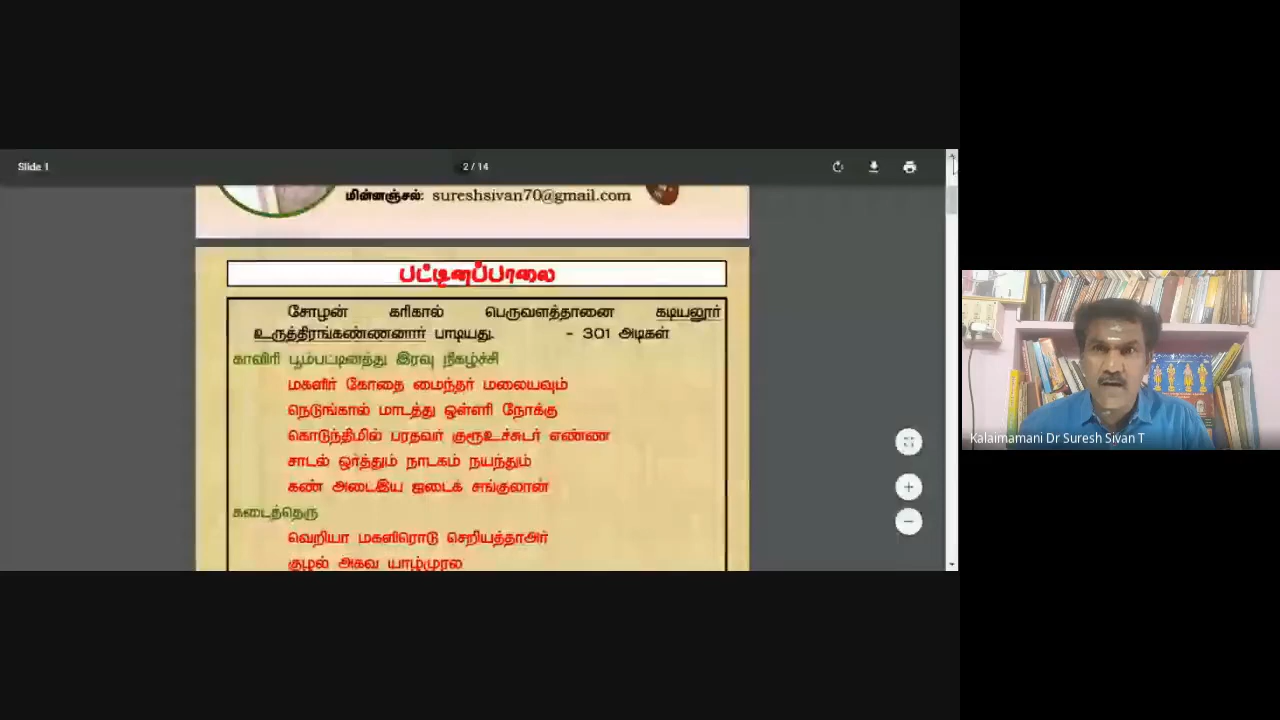 Slide 1
2 / 14
மின்னஞ்சல்: sureshsivan70@gmail.com
பட்டினப்பாலை
சோழன் கரிகால் பெருவளத்தானை கடியலூர்
உருத்திரங்கண்ணனார் பாடியது. - 301 அடிகள்
காவிரி பூம்பட்டினத்து இரவு நிகழ்ச்சி
மகளிர் கோதை மைந்தர் மலையவும்
நெடுங்கால் மாடத்து ஒள்ளரி நோக்கு
கொடுந்திமில் பரதவர் குரூஉச்சுடர் எண்ண
சாடல் ஓர்த்தும் நாடகம் நயந்தும்
கண் அடைஇய ஐடைக் சங்குலான்
கடைத்தெரு
வெறியா மகளிரொடு செறியத்தாஅர்
குழல் அகவ யாழ்முரல
Kalaimamani Dr Suresh Sivan T